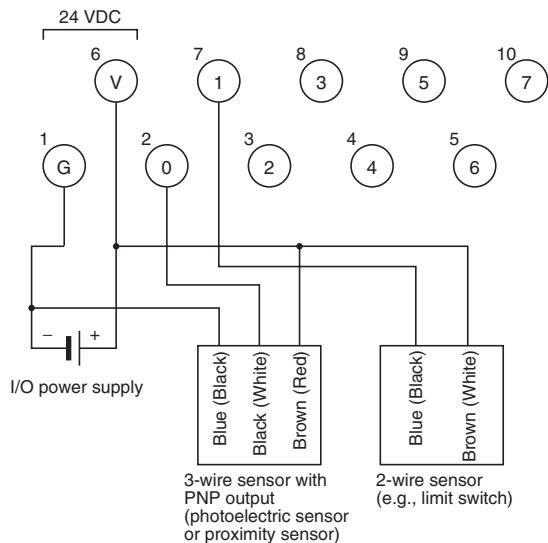 24 VDC
6 7 8 9 10
V 1 3 5 7
1 2 3 4 5
G 0 2 4 6
− +
I/O power supply
Blue (Black)
Black (White)
Brown (Red)
Blue (Black)
Brown (White)
3-wire sensor with
PNP output
(photoelectric sensor
or proximity sensor)
2-wire sensor
(e.g., limit switch)